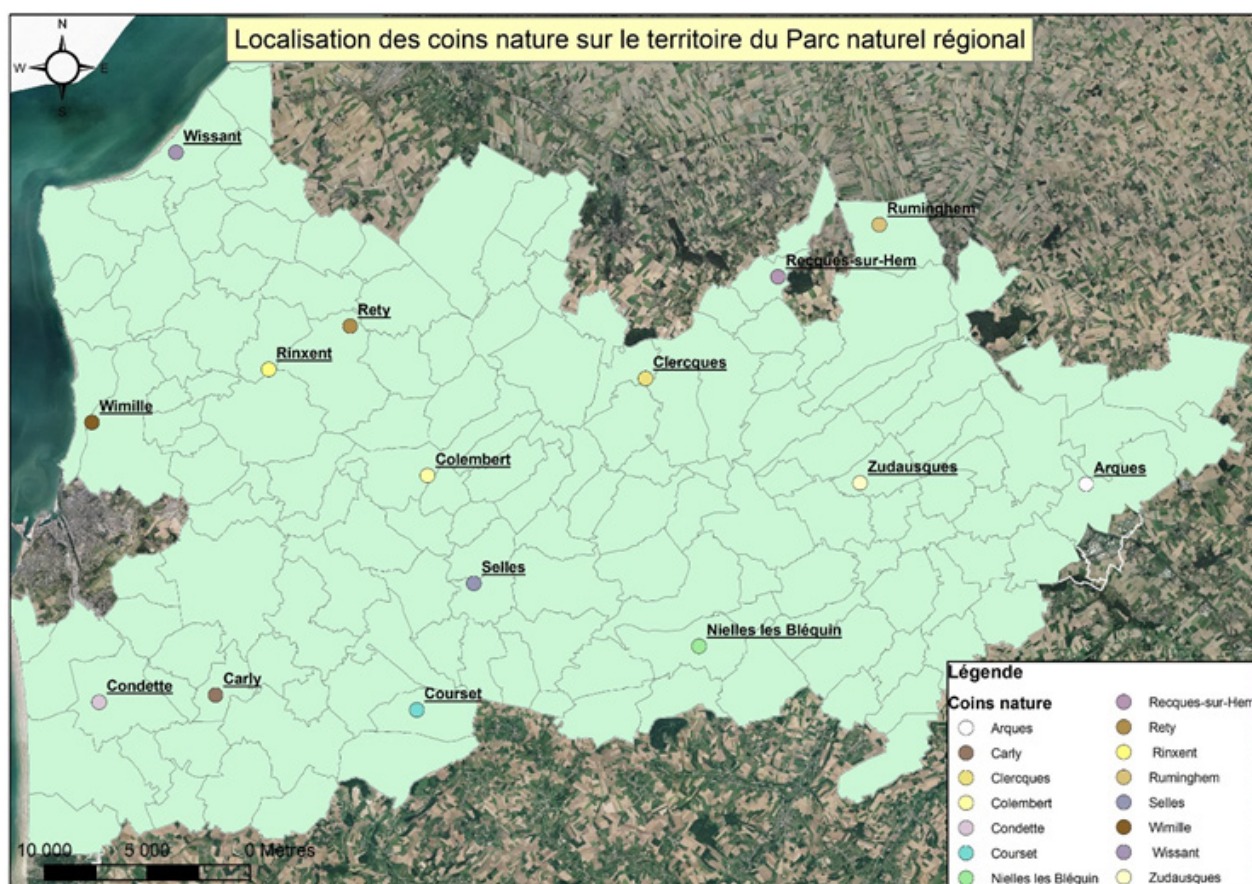 Localisation des coins nature sur le territoire du Parc naturel régional
N
W E
S
Wissant
Ruminghem
Recques-sur-Hem
Rety
Rinxent
Clercques
Wimille
Colembert
Zudausques
Arques
Selles
Nielles les Bléquin
Condette
Carly
Courset
10 000 5 000 0 Mètres
Légende
Coins nature
Arques
Carly
Clercques
Colembert
Condette
Courset
Nielles les Bléquin
Recques-sur-Hem
Rety
Rinxent
Ruminghem
Selles
Wimille
Wissant
Zudausques